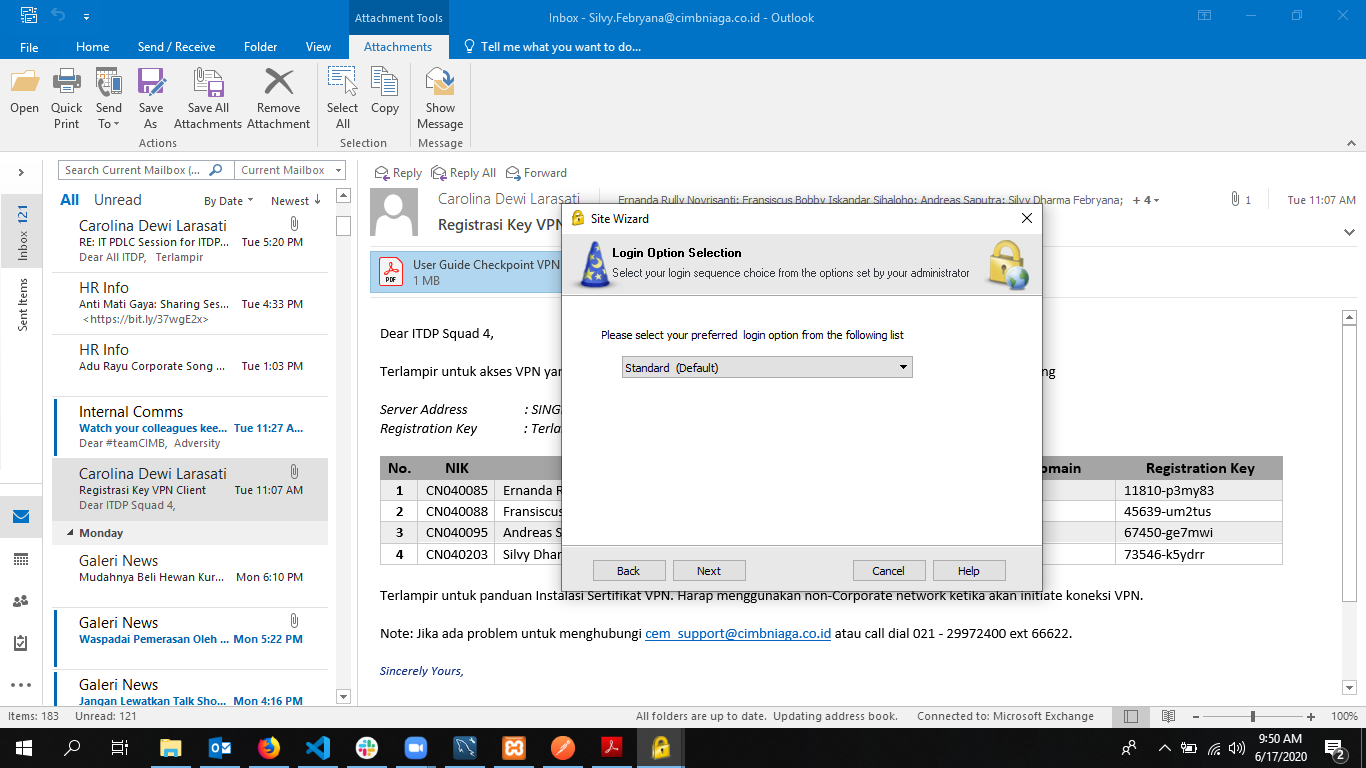 Attachment Tools
Inbox - Silvy.Febryana@cimbniaga.co.id - Outlook
File Home Send / Receive Folder View Attachments Tell me what you want to do...
Open Quick Print Send To Save As Save All Attachments Remove Attachment Select All Copy Show Message
Actions Selection Message
Search Current Mailbox (... Current Mailbox
All Unread By Date Newest
Inbox 121
Sent Items
Carolina Dewi Larasati
RE: IT PDLC Session for ITDP... Tue 5:20 PM
Dear All ITDP, Terlampir
HR Info
Anti Mati Gaya: Sharing Ses... Tue 4:33 PM
<https://bit.ly/37wgE2x>
HR Info
Adu Rayu Corporate Song ... Tue 1:03 PM
Internal Comms
Watch your colleagues kee... Tue 11:27 A...
Dear #teamCIMB, Adversity
Carolina Dewi Larasati
Registrasi Key VPN Client Tue 11:07 AM
Dear ITDP Squad 4,
Monday
Galeri News
Mudahnya Beli Hewan Kur... Mon 6:10 PM
Galeri News
Waspadai Pemerasan Oleh ... Mon 5:22 PM
Galeri News
Jangan Lewatkan Talk Sho... Mon 4:16 PM
Reply Reply All Forward
Carolina Dewi Larasati Ernanda Rully Novrisanti; Fransiscus Bobby Iskandar Sihaloho; Andreas Saputra; Silvy Dharma Febryana; + 4 1 Tue 11:07 AM
Registrasi Key VPN
PDF
User Guide Checkpoint VPN
1 MB
Dear ITDP Squad 4,
Terlampir untuk akses VPN
Server Address :
Registration Key :
No. NIK Registration Key
1 CN040085 Ernanda R 11810-p3my83
2 CN040088 Fransiscus 45639-um2tus
3 CN040095 Andreas S 67450-ge7mwi
4 CN040203 Silvy Dhar 73546-k5ydrr
Terlampir untuk panduan Instalasi Sertifikat VPN. Harap menggunakan non-Corporate network ketika akan initiate koneksi VPN.
Note: Jika ada problem untuk menghubungi cem_support@cimbniaga.co.id atau call dial 021 - 29972400 ext 66622.
Sincerely Yours,
Site Wizard
Login Option Selection
Select your login sequence choice from the options set by your administrator
Please select your preferred login option from the following list
Standard (Default)
Back Next Cancel Help
Items: 183 Unread: 121 All folders are up to date. Updating address book. Connected to: Microsoft Exchange 100%
9:50 AM
6/17/2020
2